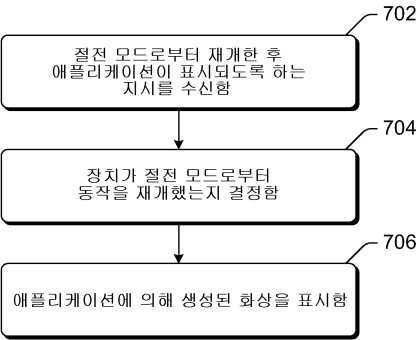 702
절전 모드로부터 재개한 후
애플리케이션이 표시되도록 하는
지시를 수신함
704
장치가 절전 모드로부터
동작을 재개했는지 결정함
706
애플리케이션에 의해 생성된 화상을 표시함